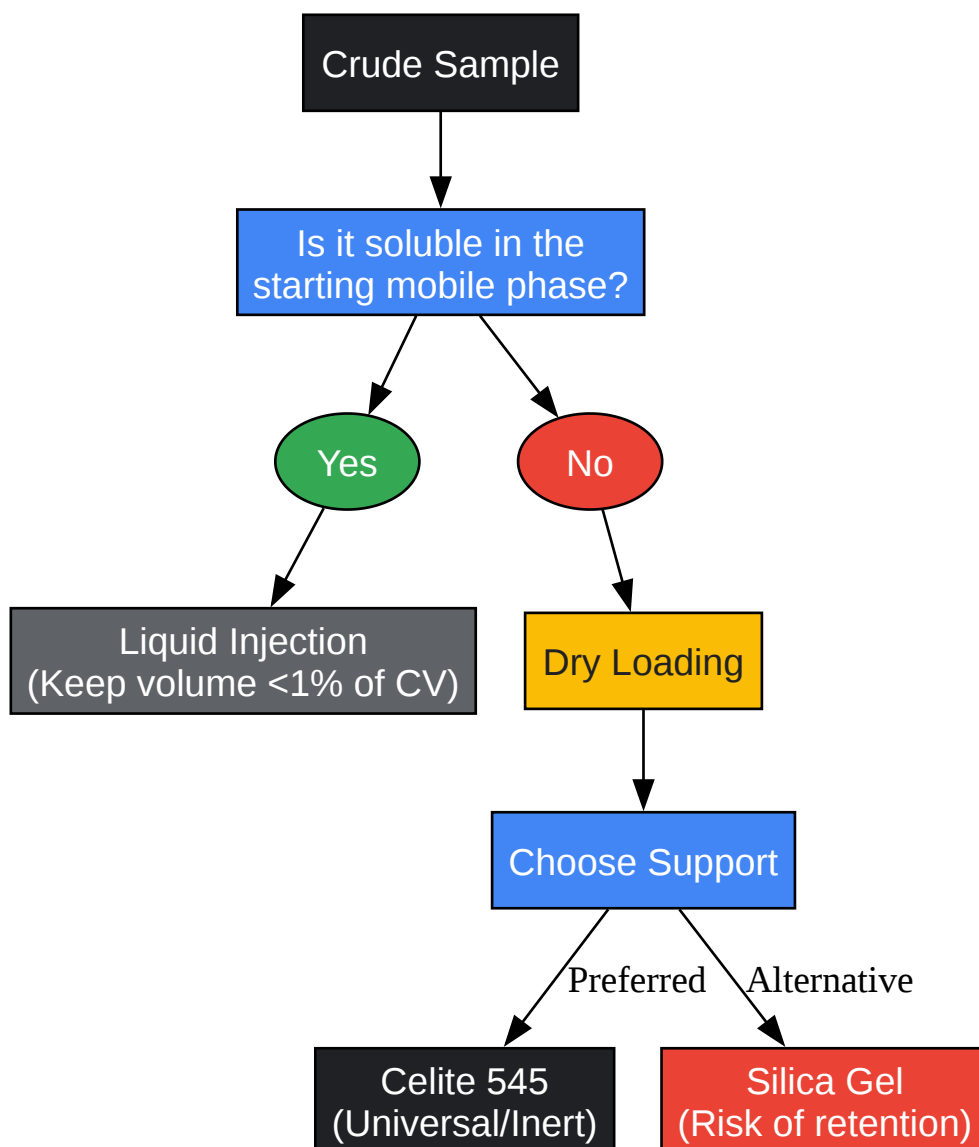 Crude Sample
Is it soluble in the
starting mobile phase?
Yes
No
Liquid Injection
(Keep volume <1% of CV)
Dry Loading
Choose Support
Preferred
Alternative
Celite 545
(Universal/Inert)
Silica Gel
(Risk of retention)